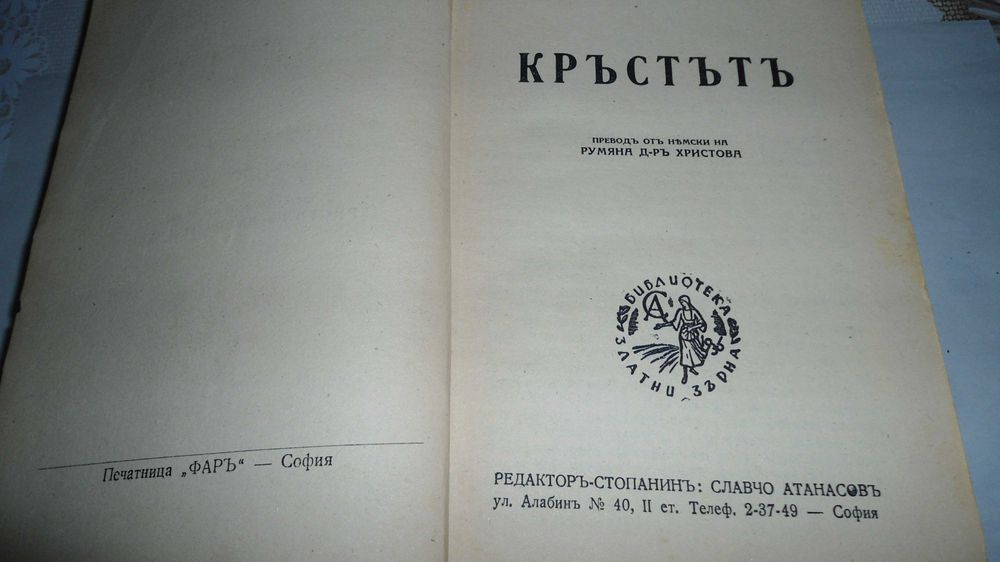 Печатница „ФАРЪ“ — София
КРЪСТЪТЪ
ПРЕВОДЪ ОТЪ НѢМСКИ НА
РУМЯНА Д-РЪ ХРИСТОВА
БИБЛИОТЕКА
СА
ЗЛАТНИ ЗЪРНА
РЕДАКТОРЪ-СТОПАНИНЪ: СЛАВЧО АТАНАСОВЪ
ул. Алабинъ № 40, II ет. Телеф. 2-37-49 — София